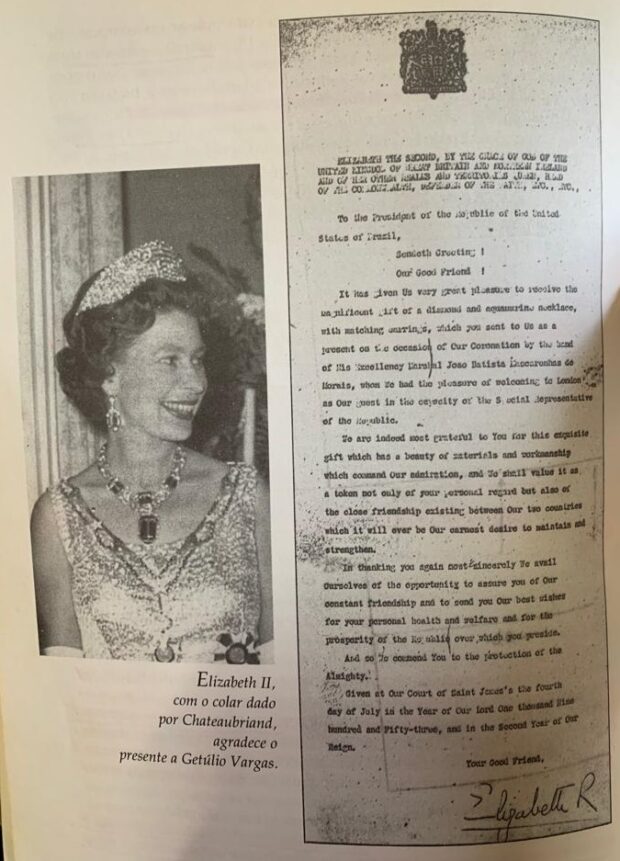 ELIZABETH THE SECOND, BY THE GRACE OF GOD OF THE
UNITED KINGDOM OF GREAT BRITAIN AND NORTHERN IRELAND
AND OF HER OTHER REALMS AND TERRITORIES QUEEN, HEAD
OF THE COMMONWEALTH, DEFENDER OF THE FAITH, ETC., ETC.,
To the President of the Republic of the United
States of Brazil,
Sendeth Greeting !
Our Good Friend !
It has given Us very great pleasure to receive the
magnificent gift of a diamond and aquamarine necklace,
with matching earrings, which you sent to Us as a
present on the occasion of Our Coronation by the hand
of His Excellency Marshal Joao Batista Mascarenhas de
Morais, whom We had the pleasure of welcoming to London
as Our guest in the capacity of the Special Representative
of the Republic.
We are indeed most grateful to You for this exquisite
gift which has a beauty of materials and workmanship
which command Our admiration, and We shall value it as
a token not only of your personal regard but also of
the close friendship existing between Our two countries
which it will ever be Our earnest desire to maintain and
strengthen.
In thanking you again most sincerely We avail
Ourselves of the opportunity to assure you of Our
constant friendship and to send you Our best wishes
for your personal health and welfare and for the
prosperity of the Republic over which you preside.
And so We commend You to the protection of the
Almighty.
Given at Our Court of Saint James's the fourth
day of July in the Year of Our Lord One thousand Nine
hundred and Fifty-three, and in the Second Year of Our
Reign.
Your Good Friend,
Elizabeth R
Elizabeth II,
com o colar dado
por Chateaubriand,
agradece o
presente a Getúlio Vargas.